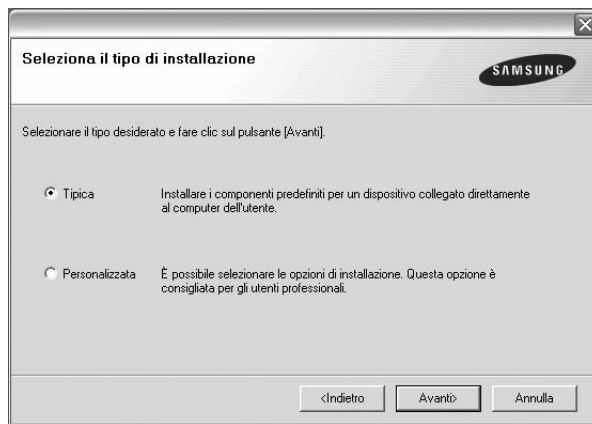 Seleziona il tipo di installazione
SAMSUNG
Selezionare il tipo desiderato e fare clic sul pulsante [Avanti].
Tipica
Installare i componenti predefiniti per un dispositivo collegato direttamente
al computer dell'utente.
Personalizzata
È possibile selezionare le opzioni di installazione. Questa opzione è
consigliata per gli utenti professionali.
<Indietro
Avanti>
Annulla